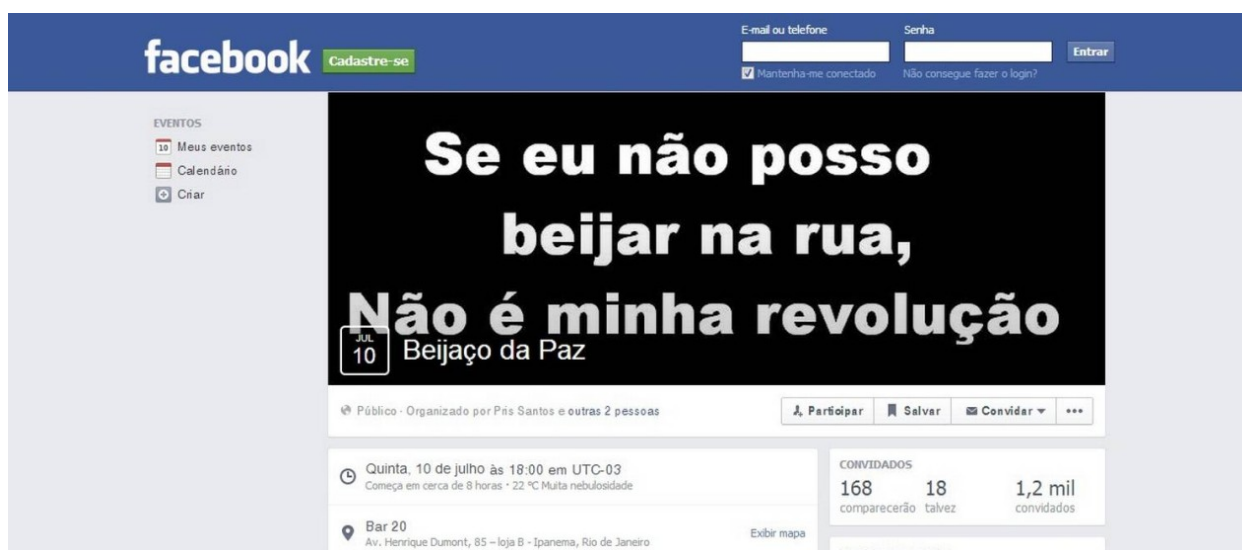 E-mail ou telefone
Senha
facebook
Cadastre-se
Entrar
Mantenha-me conectado
Não consegue fazer o login?
EVENTOS
10 Meus eventos
Calendário
Criar
Se eu não posso
beijar na rua,
Não é minha revolução
JUL
10
Beijaço da Paz
Público · Organizado por Pris Santos e outras 2 pessoas
Participar
Salvar
Convidar
Quinta, 10 de julho às 18:00 em UTC-03
Começa em cerca de 8 horas · 22 °C Muita nebulosidade
Bar 20
Av. Henrique Dumont, 85 – loja B - Ipanema, Rio de Janeiro
Exibir mapa
CONVIDADOS
168 18 1,2 mil
comparecerão talvez convidados